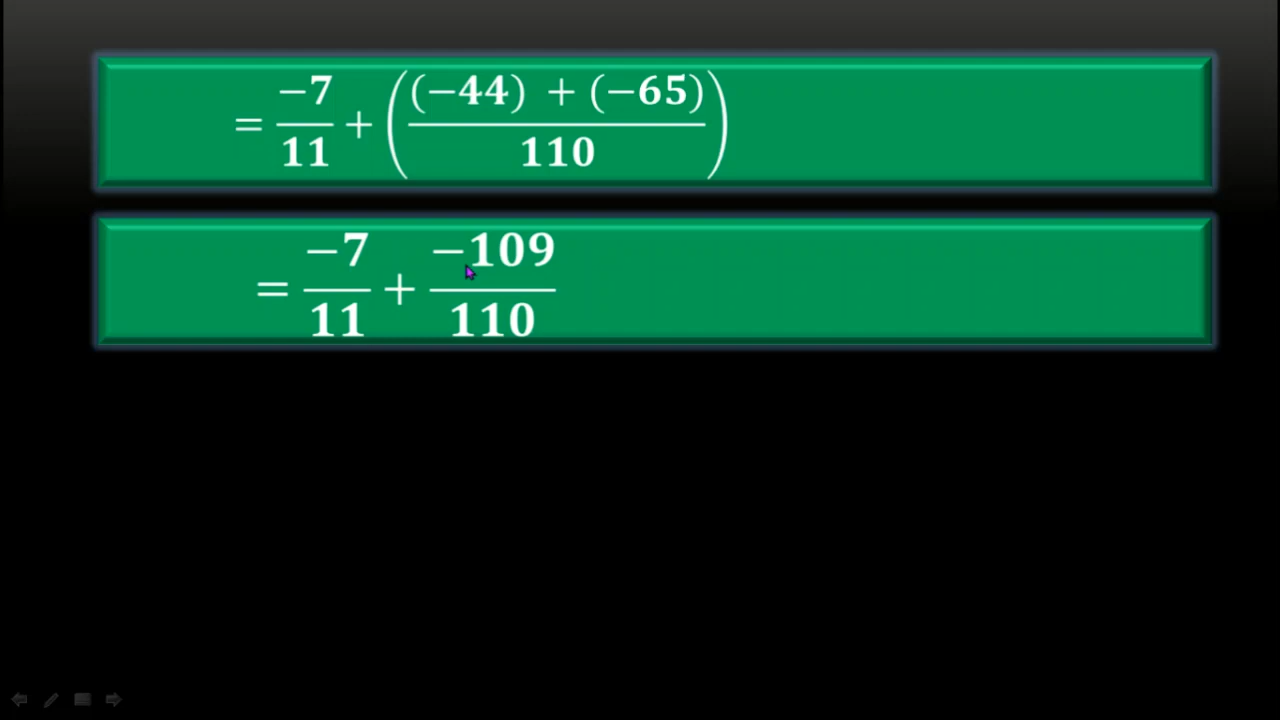 = −7/11 + ( ((−44) + (−65))/110 )
= −7/11 + −109/110